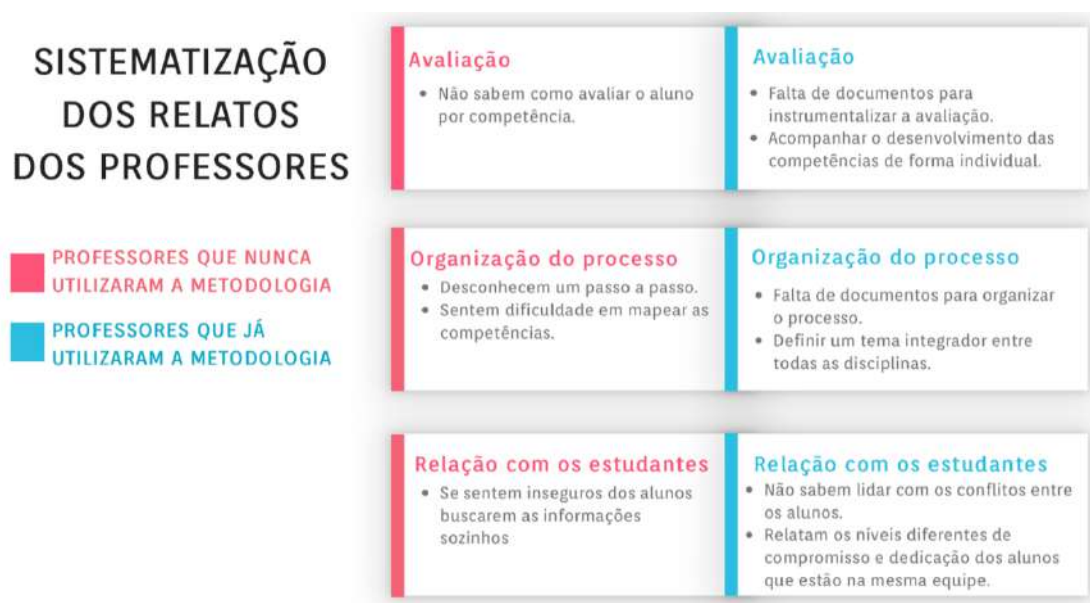 SISTEMATIZAÇÃO
DOS RELATOS
DOS PROFESSORES
PROFESSORES QUE NUNCA
UTILIZARAM A METODOLOGIA
PROFESSORES QUE JÁ
UTILIZARAM A METODOLOGIA
Avaliação
• Não sabem como avaliar o aluno
por competência.
Avaliação
• Falta de documentos para
instrumentalizar a avaliação.
• Acompanhar o desenvolvimento das
competências de forma individual.
Organização do processo
• Desconhecem um passo a passo.
• Sentem dificuldade em mapear as
competências.
Organização do processo
• Falta de documentos para organizar
o processo.
• Definir um tema integrador entre
todas as disciplinas.
Relação com os estudantes
• Se sentem inseguros dos alunos
buscarem as informações
sozinhos
Relação com os estudantes
• Não sabem lidar com os conflitos entre
os alunos.
• Relatam os níveis diferentes de
compromisso e dedicação dos alunos
que estão na mesma equipe.